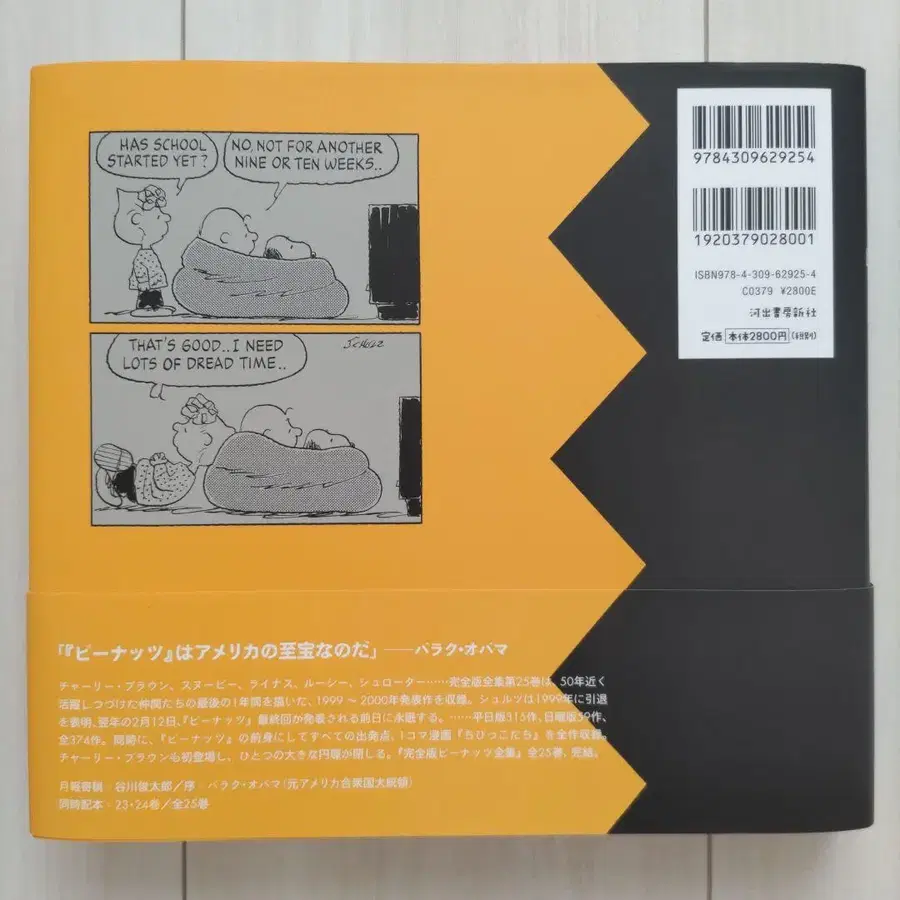 HAS SCHOOL
STARTED YET?
NO, NOT FOR ANOTHER
NINE OR TEN WEEKS..
THAT'S GOOD..I NEED
LOTS OF DREAD TIME..
SCHULZ
9784309629254
1920379028001
ISBN978-4-309-62925-4
C0379 ¥2800E
河出書房新社
定価 本体2800円(税別)
「『ピーナッツ』はアメリカの至宝なのだ」──バラク・オバマ
チャーリー・ブラウン、スヌーピー、ライナス、ルーシー、シュローダー……完全版全集第25巻は、50年近く
活躍しつづけた仲間たちの最後の1年間を描いた、1999〜2000年発表作を収録。シュルツは1999年に引退
を表明、翌年の2月12日、『ピーナッツ』最終回が発表される前日に永眠する。……平日版315作、日曜版59作、
全374作。同時に、『ピーナッツ』の前身にしてすべての出発点、1コマ漫画『ちびっこたち』を全作収録。
チャーリー・ブラウンも初登場し、ひとつの大きな円環が閉じる。『完全版ピーナッツ全集』全25巻、完結。
月報寄稿 谷川俊太郎/序 バラク・オバマ(元アメリカ合衆国大統領)
同時配本・23・24巻/全25巻